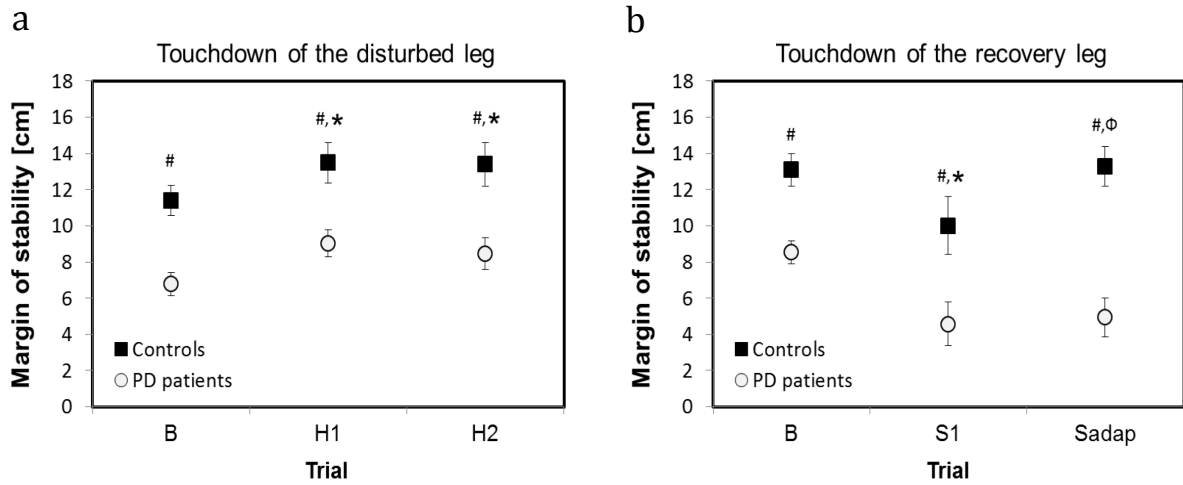 a
Touchdown of the disturbed leg
Margin of stability [cm]
18
16
14
12
10
8
6
4
2
0
#
#,*
#,*
Controls
PD patients
B H1 H2
Trial
b
Touchdown of the recovery leg
Margin of stability [cm]
18
16
14
12
10
8
6
4
2
0
#
#,*
#,Φ
Controls
PD patients
B S1 Sadap
Trial